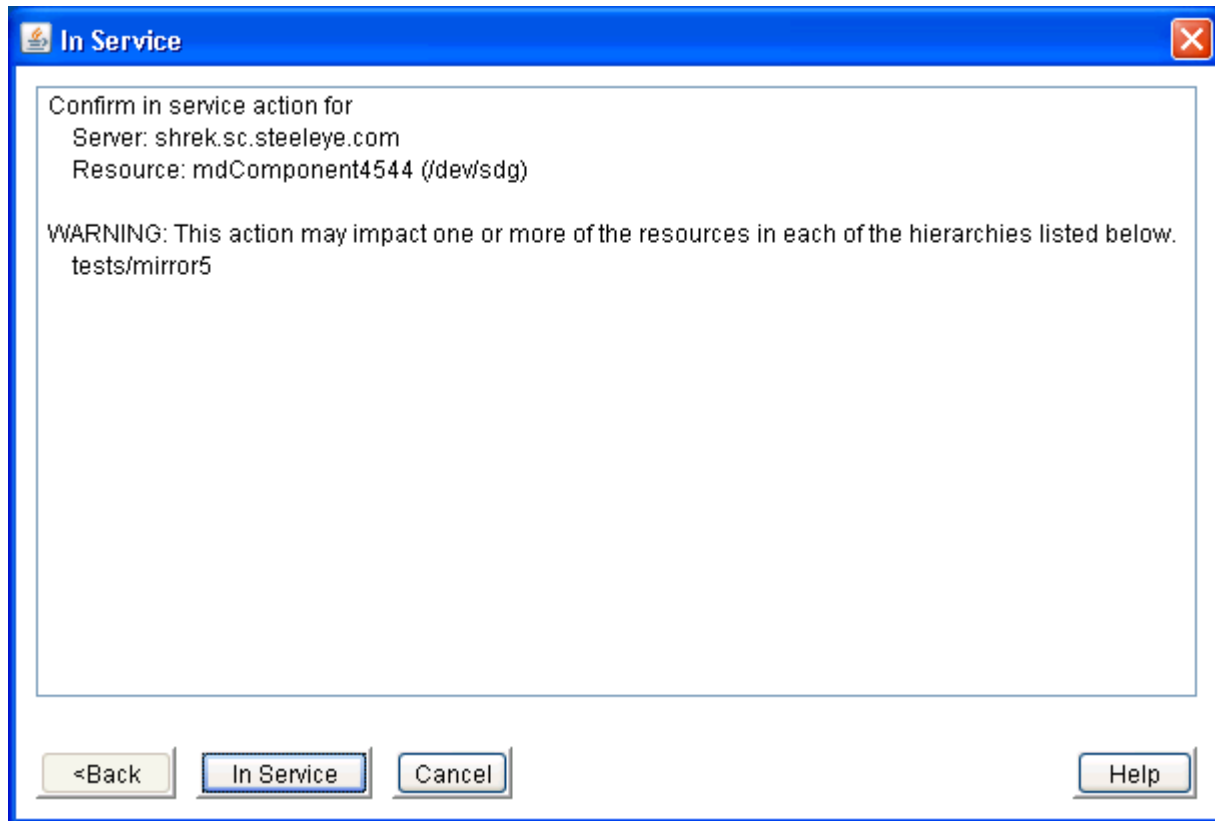 In Service
Confirm in service action for
Server: shrek.sc.steeleye.com
Resource: mdComponent4544 (/dev/sdg)
WARNING: This action may impact one or more of the resources in each of the hierarchies listed below.
tests/mirror5
<Back
In Service
Cancel
Help